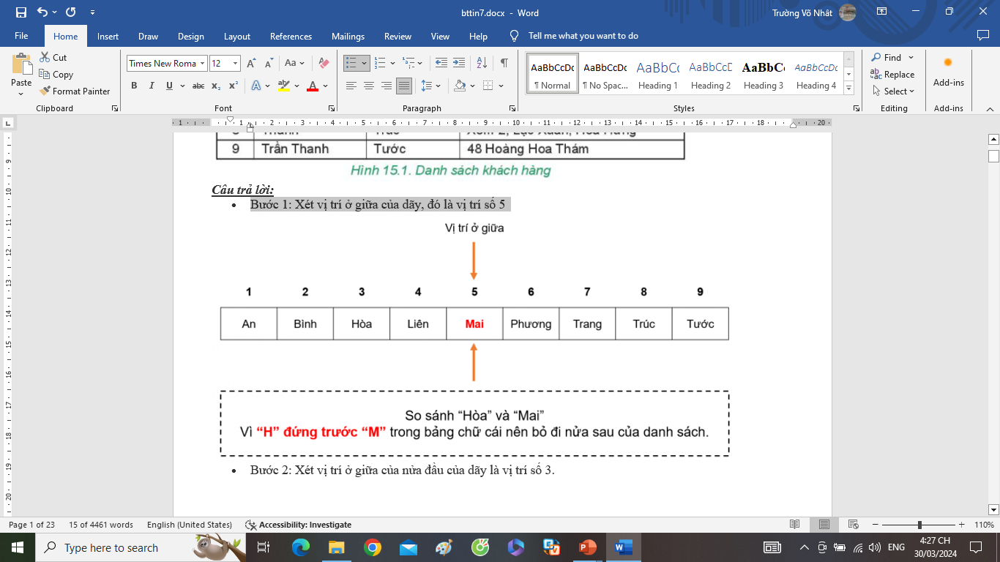 bttin7.docx - Word
Trường Võ Nhất
File Home Insert Draw Design Layout References Mailings Review View Help Tell me what you want to do
Paste
Cut
Copy
Format Painter
Clipboard
Times New Roma 12
Font
Paragraph
AaBbCcDc AaBbCcDc AaBbCc AaBbCcD AaBbCc AaBbCcDc
¶ Normal ¶ No Spac... Heading 1 Heading 2 Heading 3 Heading 4
Styles
Find
Replace
Select
Editing
Add-ins
Add-ins
9 Trần Thanh Tước 48 Hoàng Hoa Thám
Hình 15.1. Danh sách khách hàng
Câu trả lời:
• Bước 1: Xét vị trí ở giữa của dãy, đó là vị trí số 5
Vị trí ở giữa
1 2 3 4 5 6 7 8 9
An Bình Hòa Liên Mai Phương Trang Trúc Tước
So sánh “Hòa” và “Mai”
Vì “H” đứng trước “M” trong bảng chữ cái nên bỏ đi nửa sau của danh sách.
• Bước 2: Xét vị trí ở giữa của nửa đầu của dãy là vị trí số 3.
Page 1 of 23 15 of 4461 words English (United States) Accessibility: Investigate 110%
Type here to search
ENG
4:27 CH
30/03/2024